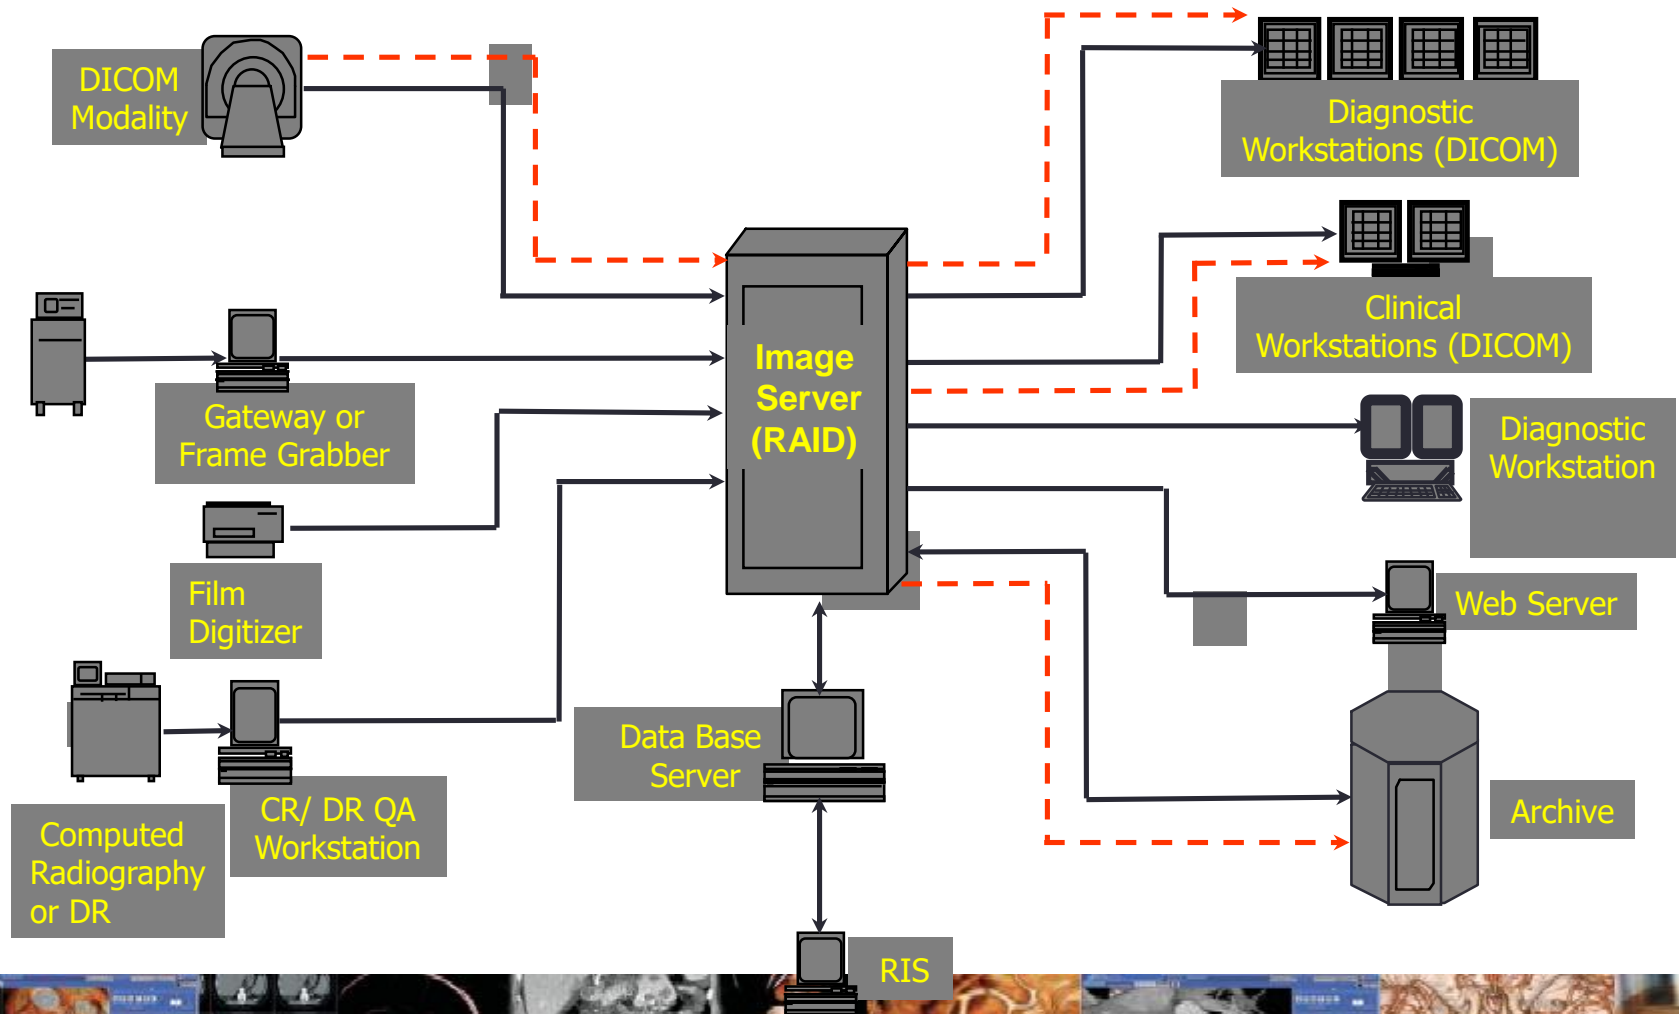 DICOM
Modality
Diagnostic
Workstations (DICOM)
Clinical
Workstations (DICOM)
Image
Server
(RAID)
Gateway or
Frame Grabber
Diagnostic
Workstation
Film
Digitizer
Web Server
Data Base
Server
CR/ DR QA
Workstation
Computed
Radiography
or DR
Archive
RIS